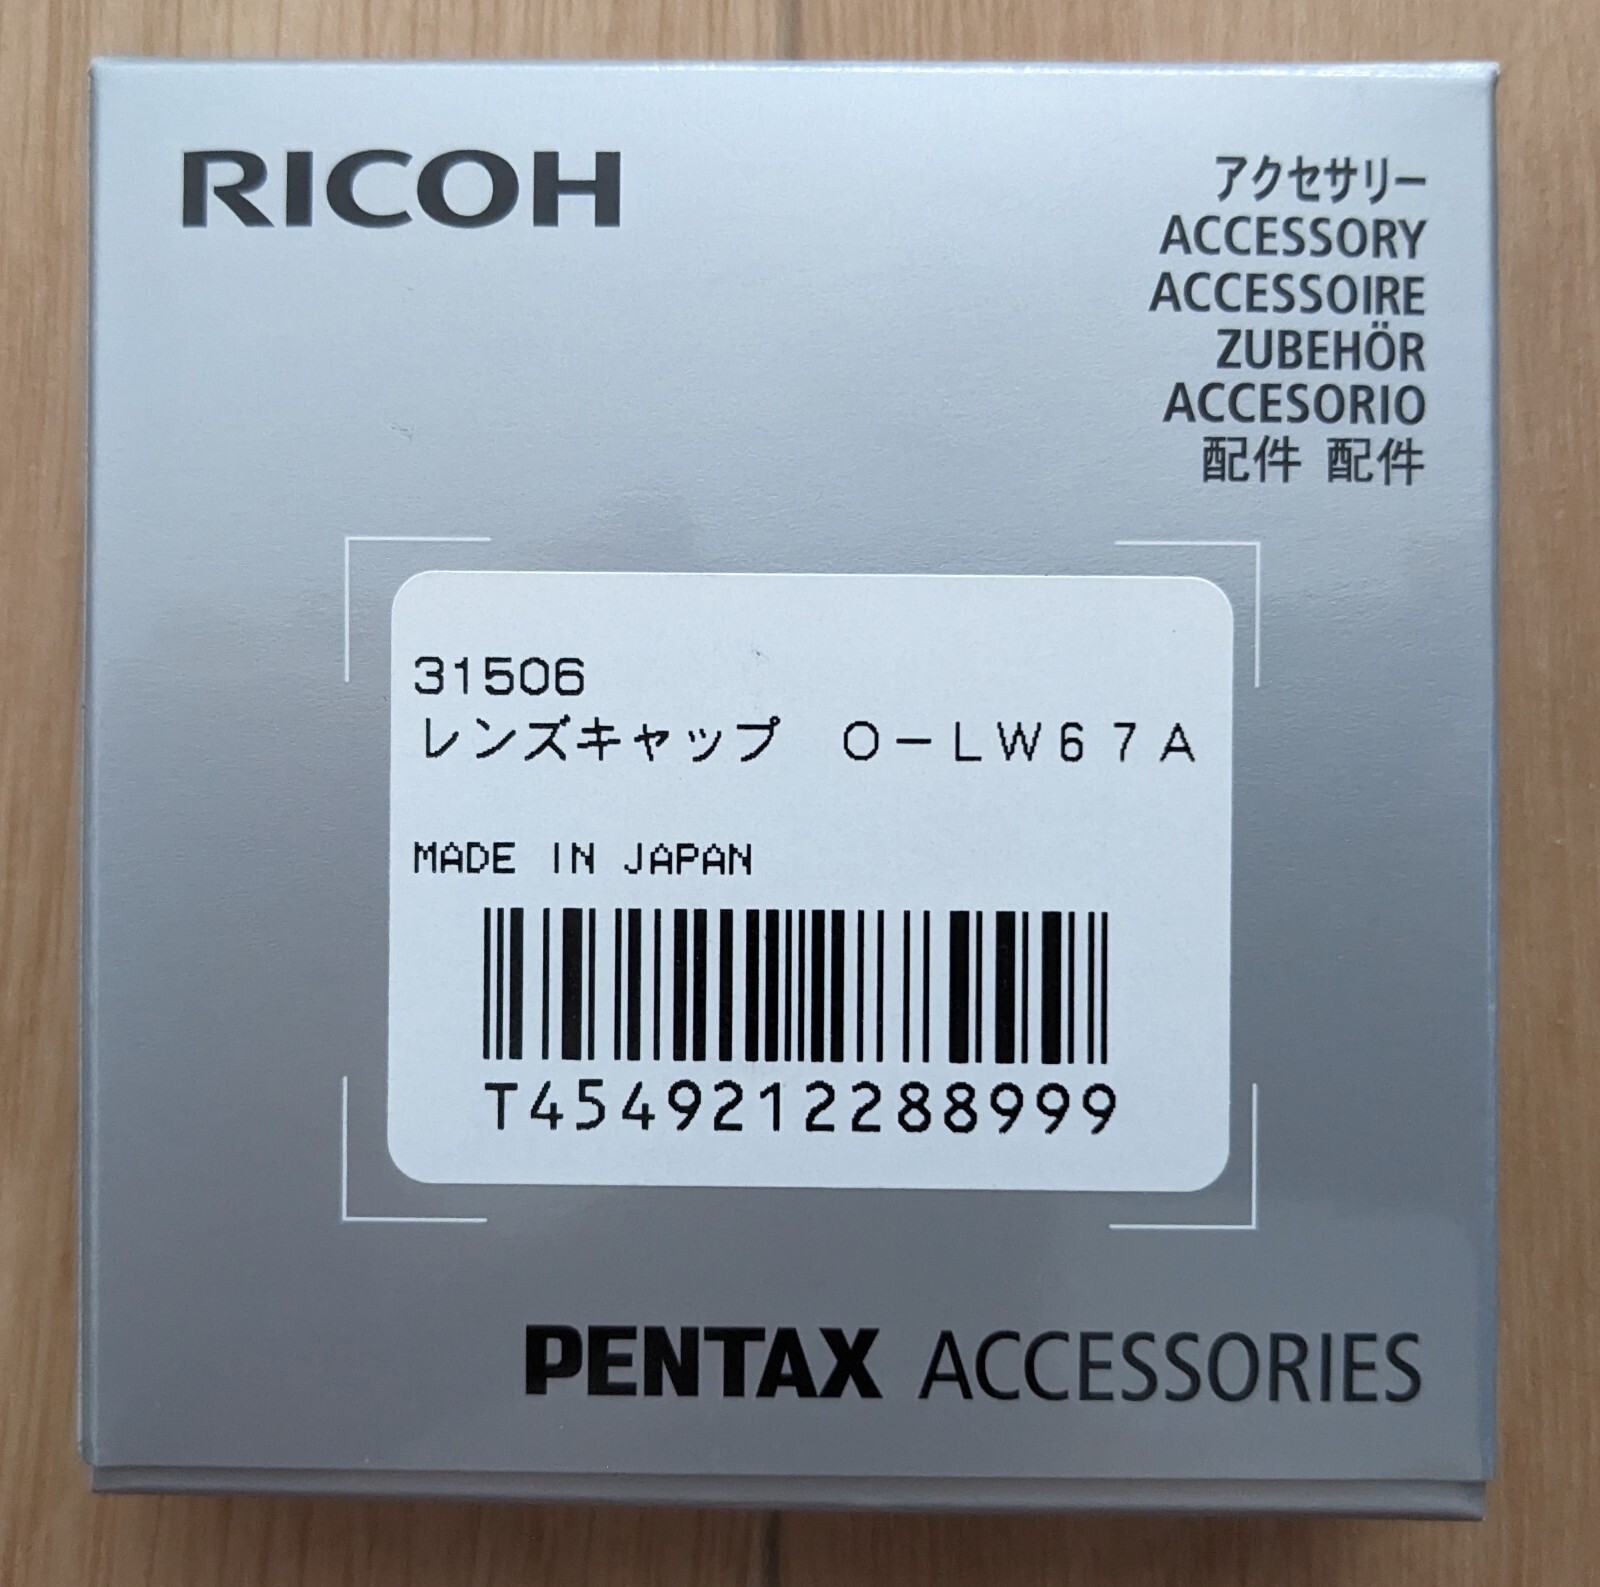 RICOH
アクセサリー
ACCESSORY
ACCESSOIRE
ZUBEHÖR
ACCESORIO
配件 配件
31506
レンズキャップ　Ｏ－ＬＷ６７Ａ
MADE IN JAPAN
T4549212288999
PENTAX ACCESSORIES